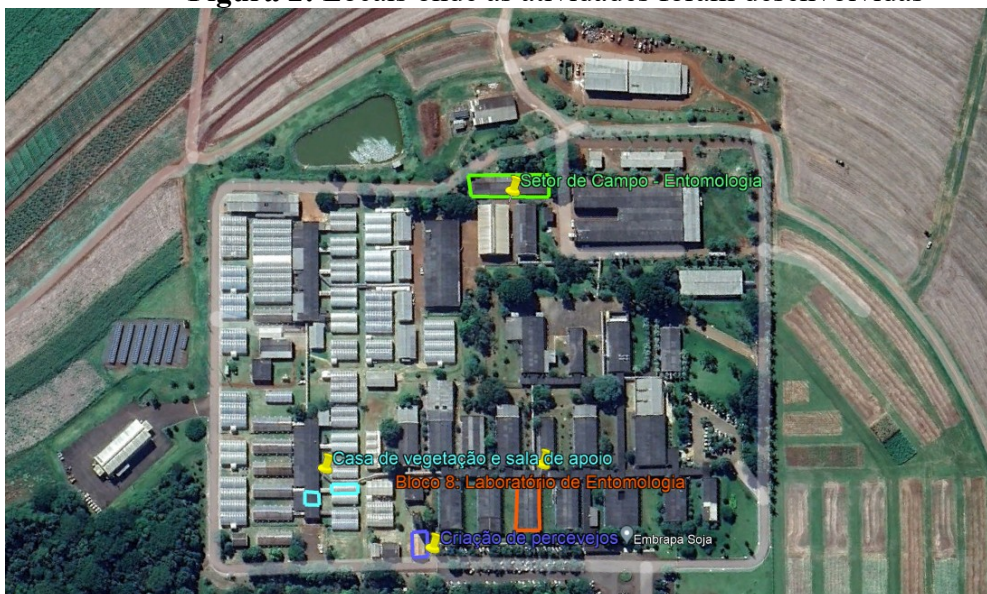 Figura 2: Locais onde as atividades foram desenvolvidas
Setor de Campo - Entomologia
Casa de vegetação e sala de apoio
Bloco 8: Laboratório de Entomologia
Criação de percevejos
Embrapa Soja